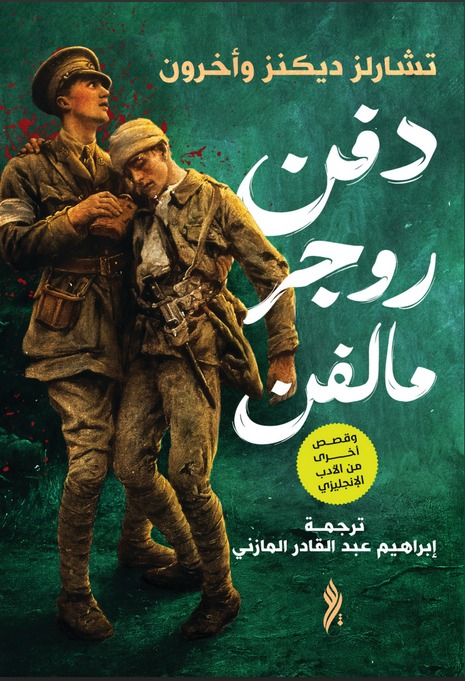 تشارلز ديكنز وأخرون
دفن
روجر
مالفن
وقصص
أخرى
من الأدب
الإنجليزي
ترجمة
إبراهيم عبد القادر المازني